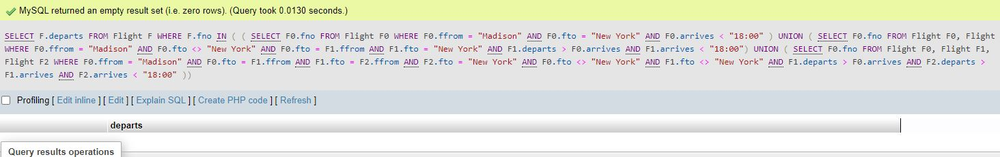 MySQL returned an empty result set (i.e. zero rows). (Query took 0.0130 seconds.)
SELECT F.departs FROM Flight F WHERE F.fno IN ( ( SELECT F0.fno FROM Flight F0 WHERE F0.ffrom = "Madison" AND F0.fto = "New York" AND F0.arrives < "18:00" ) UNION ( SELECT F0.fno FROM Flight F0, Flight
WHERE F0.ffrom = "Madison" AND F0.fto <> "New York" AND F0.fto = F1.ffrom AND F1.fto = "New York" AND F1.departs > F0.arrives AND F1.arrives < "18:00") UNION ( SELECT F0.fno FROM Flight F0, Flight F1,
Flight F2 WHERE F0.ffrom = "Madison" AND F0.fto = F1.ffrom AND F1.fto = F2.ffrom AND F2.fto = "New York" AND F0.fto <> "New York" AND F1.fto <> "New York" AND F1.departs > F0.arrives AND F2.departs >
F1.arrives AND F2.arrives < "18:00" ))
Profiling [ Edit inline ] [ Edit ] [ Explain SQL ] [ Create PHP code ] [ Refresh ]
departs
Query results operations